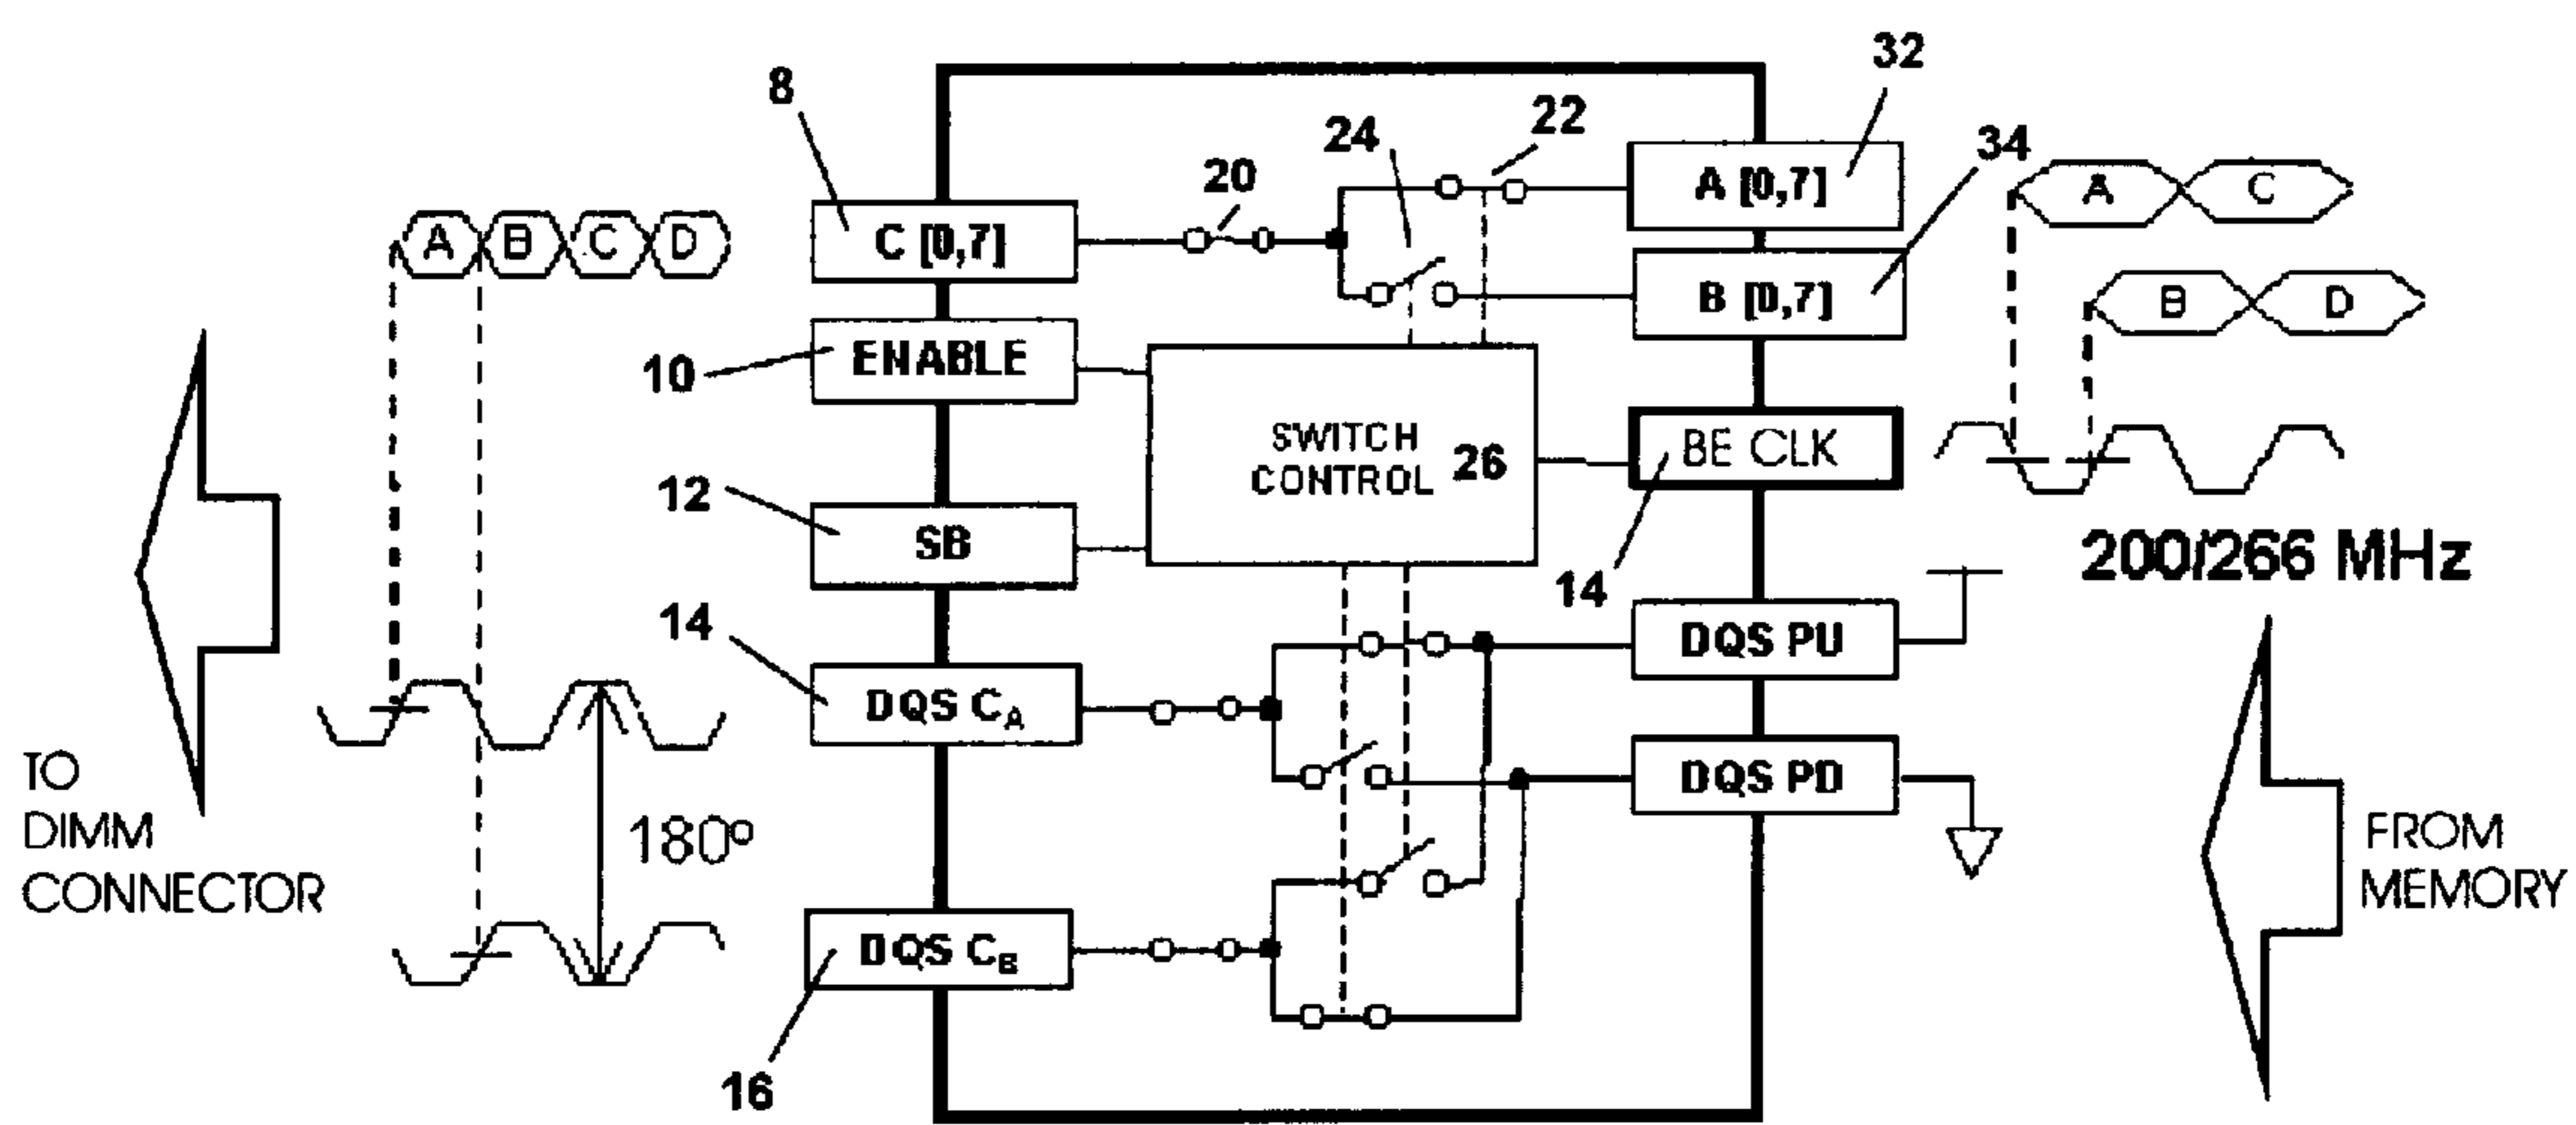 32
8
22
24
34
20
A [0,7]
A C
C [0,7]
A B C D
B [0,7]
B D
ENABLE
10
SWITCH
CONTROL 26
BE CLK
12
SB
200/266 MHz
14
14
DQS PU
DQS CA
DQS PD
TO
DIMM
CONNECTOR
180º
FROM
MEMORY
DQS CB
16